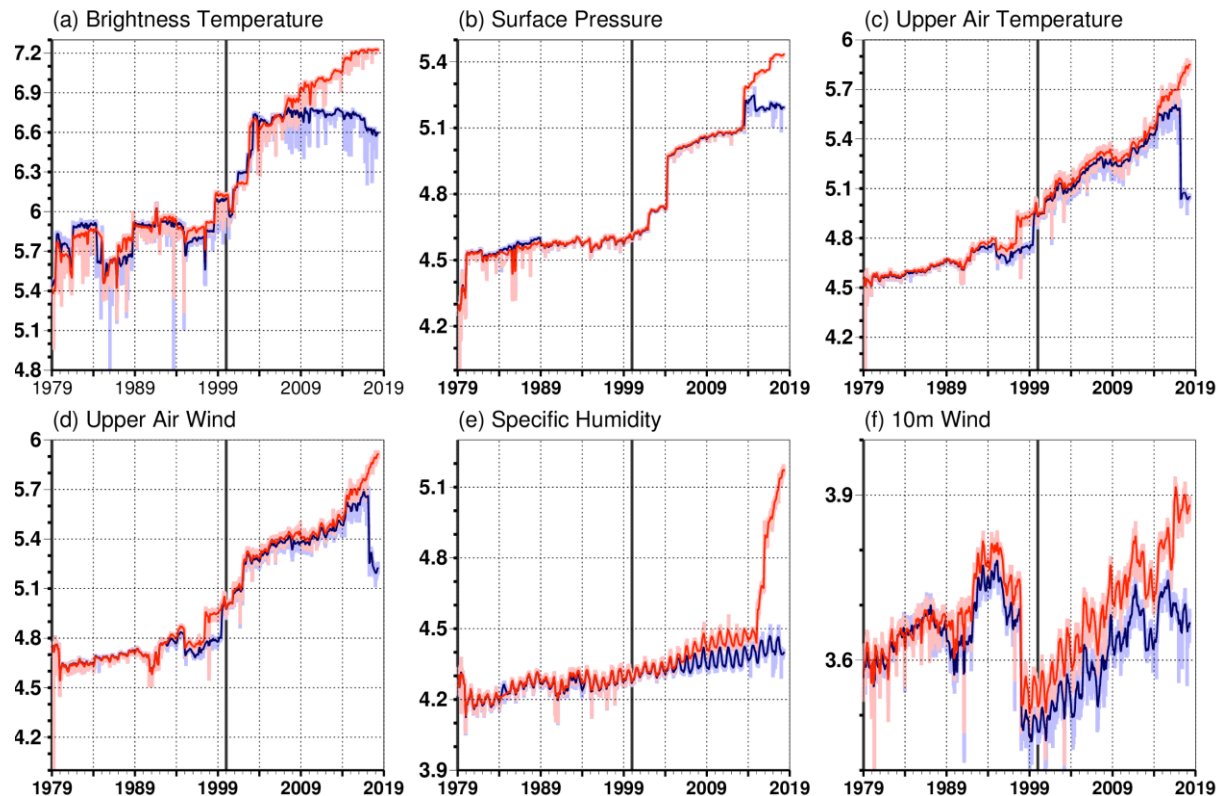 (a) Brightness Temperature
7.2
6.9
6.6
6.3
6
5.7
5.4
5.1
4.8
1979 1989 1999 2009 2019
(b) Surface Pressure
5.4
5.1
4.8
4.5
4.2
1979 1989 1999 2009 2019
(c) Upper Air Temperature
6
5.7
5.4
5.1
4.8
4.5
4.2
1979 1989 1999 2009 2019
(d) Upper Air Wind
6
5.7
5.4
5.1
4.8
4.5
4.2
1979 1989 1999 2009 2019
(e) Specific Humidity
5.1
4.8
4.5
4.2
3.9
1979 1989 1999 2009 2019
(f) 10m Wind
3.9
3.6
1979 1989 1999 2009 2019